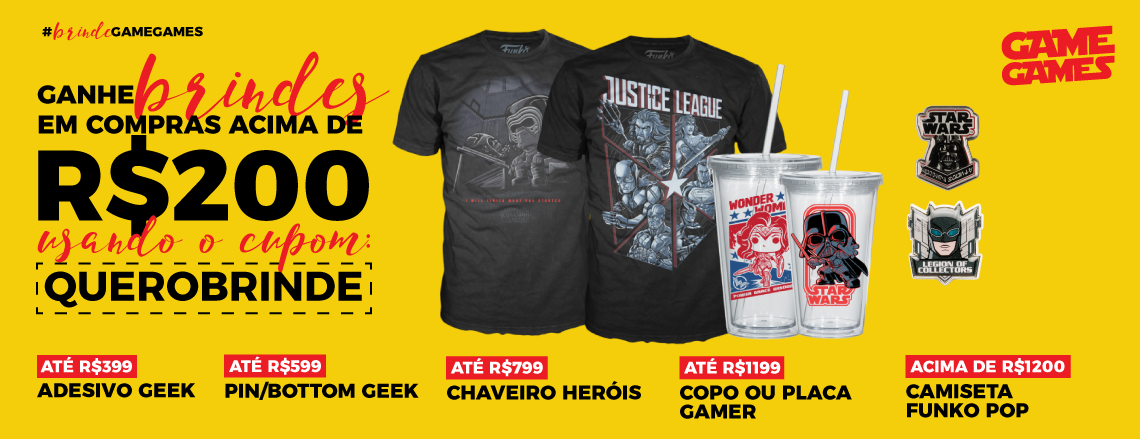 #brindeGAMEGAMES
GANHE brindes
EM COMPRAS ACIMA DE
R$200
usando o cupom:
QUEROBRINDE
Funko
Funko
JUSTICE LEAGUE
WONDER
WOMAN
STAR
WARS
STAR
WARS
LEGION OF
COLLECTORS
GAME
GAMES
ATÉ R$399
ADESIVO GEEK
ATÉ R$599
PIN/BOTTOM GEEK
ATÉ R$799
CHAVEIRO HERÓIS
ATÉ R$1199
COPO OU PLACA
GAMER
ACIMA DE R$1200
CAMISETA
FUNKO POP